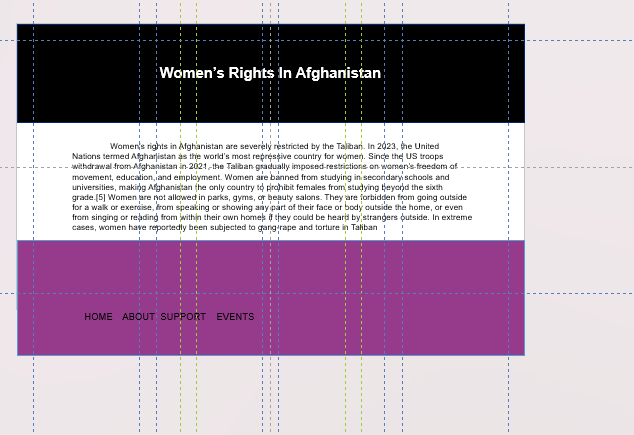 Women's Rights In Afghanistan
Women's rights in Afghanistan are severely restricted by the Taliban. In 2023, the United
Nations termed Afghanistan as the world's most repressive country for women. Since the US troops
withdrawal from Afghanistan in 2021, the Taliban gradually imposed restrictions on women's freedom of
movement, education, and employment. Women are banned from studying in secondary schools and
universities, making Afghanistan the only country to prohibit females from studying beyond the sixth
grade.[5] Women are not allowed in parks, gyms, or beauty salons. They are forbidden from going outside
for a walk or exercise, from speaking or showing any part of their face or body outside the home, or even
from singing or reading from within their own homes if they could be heard by strangers outside. In extreme
cases, women have reportedly been subjected to gang-rape and torture in Taliban
HOME ABOUT SUPPORT EVENTS